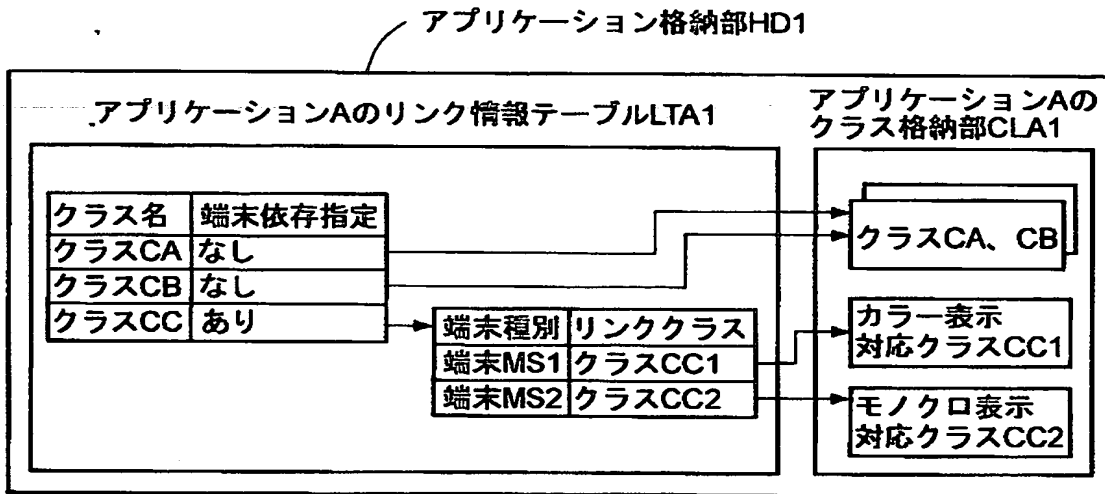 アプリケーション格納部HD1
アプリケーションAのリンク情報テーブルLTA1
アプリケーションAの
クラス格納部CLA1
クラス名 端末依存指定
クラスCA なし
クラスCB なし
クラスCC あり
端末種別 リンククラス
端末MS1 クラスCC1
端末MS2 クラスCC2
クラスCA、CB
カラー表示
対応クラスCC1
モノクロ表示
対応クラスCC2